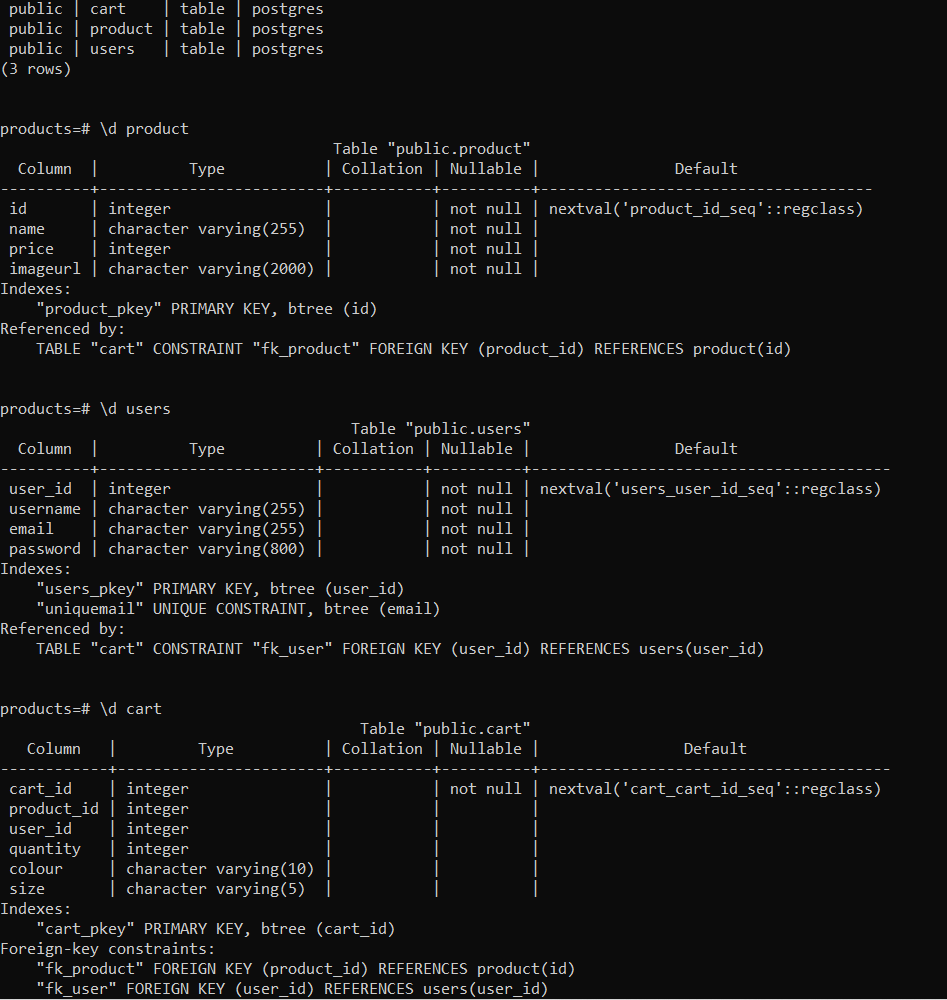 public | cart    | table | postgres
 public | product | table | postgres
 public | users   | table | postgres
(3 rows)
products=# \d product
                                     Table "public.product"
  Column  |          Type           | Collation | Nullable |               Default
----------+-------------------------+-----------+----------+-------------------------------------
 id       | integer                 |           | not null | nextval('product_id_seq'::regclass)
 name     | character varying(255)  |           | not null |
 price    | integer                 |           | not null |
 imageurl | character varying(2000) |           | not null |
Indexes:
    "product_pkey" PRIMARY KEY, btree (id)
Referenced by:
    TABLE "cart" CONSTRAINT "fk_product" FOREIGN KEY (product_id) REFERENCES product(id)
products=# \d users
                                       Table "public.users"
  Column  |          Type          | Collation | Nullable |                Default
----------+------------------------+-----------+----------+----------------------------------------
 user_id  | integer                |           | not null | nextval('users_user_id_seq'::regclass)
 username | character varying(255) |           | not null |
 email    | character varying(255) |           | not null |
 password | character varying(800) |           | not null |
Indexes:
    "users_pkey" PRIMARY KEY, btree (user_id)
    "uniquemail" UNIQUE CONSTRAINT, btree (email)
Referenced by:
    TABLE "cart" CONSTRAINT "fk_user" FOREIGN KEY (user_id) REFERENCES users(user_id)
products=# \d cart
                                        Table "public.cart"
   Column   |         Type          | Collation | Nullable |                Default
------------+-----------------------+-----------+----------+---------------------------------------
 cart_id    | integer               |           | not null | nextval('cart_cart_id_seq'::regclass)
 product_id | integer               |           |          |
 user_id    | integer               |           |          |
 quantity   | integer               |           |          |
 colour     | character varying(10) |           |          |
 size       | character varying(5)  |           |          |
Indexes:
    "cart_pkey" PRIMARY KEY, btree (cart_id)
Foreign-key constraints:
    "fk_product" FOREIGN KEY (product_id) REFERENCES product(id)
    "fk_user" FOREIGN KEY (user_id) REFERENCES users(user_id)